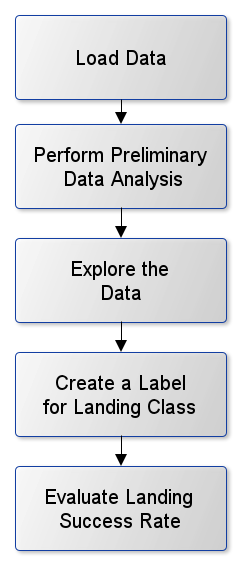 Load Data
Perform Preliminary
Data Analysis
Explore the
Data
Create a Label
for Landing Class
Evaluate Landing
Success Rate